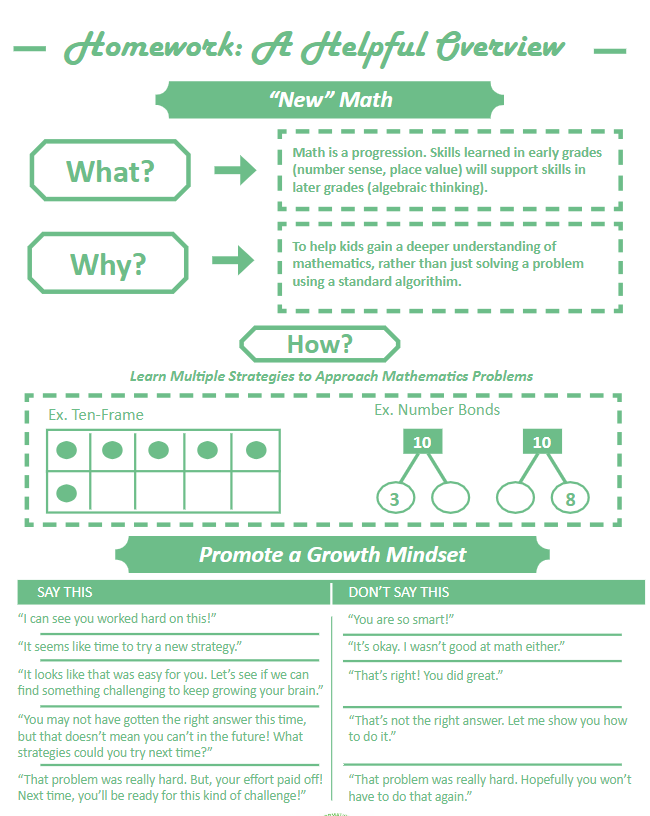 Homework: A Helpful Overview
“New” Math
What?
Math is a progression. Skills learned in early grades
(number sense, place value) will support skills in
later grades (algebraic thinking).
Why?
To help kids gain a deeper understanding of
mathematics, rather than just solving a problem
using a standard algorithim.
How?
Learn Multiple Strategies to Approach Mathematics Problems
Ex. Ten-Frame
Ex. Number Bonds
10
10
3
8
Promote a Growth Mindset
SAY THIS
DON’T SAY THIS
“I can see you worked hard on this!”
“You are so smart!”
“It seems like time to try a new strategy.”
“It’s okay. I wasn’t good at math either.”
“It looks like that was easy for you. Let’s see if we can
find something challenging to keep growing your brain.”
“That’s right! You did great.”
“You may not have gotten the right answer this time,
but that doesn’t mean you can’t in the future! What
strategies could you try next time?”
“That’s not the right answer. Let me show you how
to do it.”
“That problem was really hard. But, your effort paid off!
Next time, you’ll be ready for this kind of challenge!”
“That problem was really hard. Hopefully you won’t
have to do that again.”